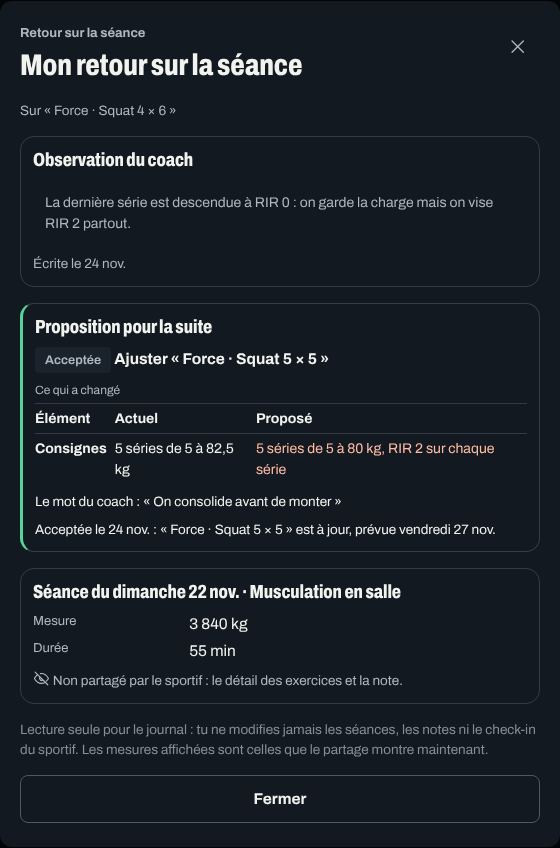 Retour sur la séance
Mon retour sur la séance
Sur « Force · Squat 4 × 6 »
Observation du coach
La dernière série est descendue à RIR 0 : on garde la charge mais on vise
RIR 2 partout.
Écrite le 24 nov.
Proposition pour la suite
Acceptée Ajuster « Force · Squat 5 × 5 »
Ce qui a changé
Élément Actuel Proposé
Consignes 5 séries de 5 à 82,5 5 séries de 5 à 80 kg, RIR 2 sur chaque
kg série
Le mot du coach : « On consolide avant de monter »
Acceptée le 24 nov. : « Force · Squat 5 × 5 » est à jour, prévue vendredi 27 nov.
Séance du dimanche 22 nov. · Musculation en salle
Mesure 3 840 kg
Durée 55 min
Non partagé par le sportif : le détail des exercices et la note.
Lecture seule pour le journal : tu ne modifies jamais les séances, les notes ni le check-in
du sportif. Les mesures affichées sont celles que le partage montre maintenant.
Fermer